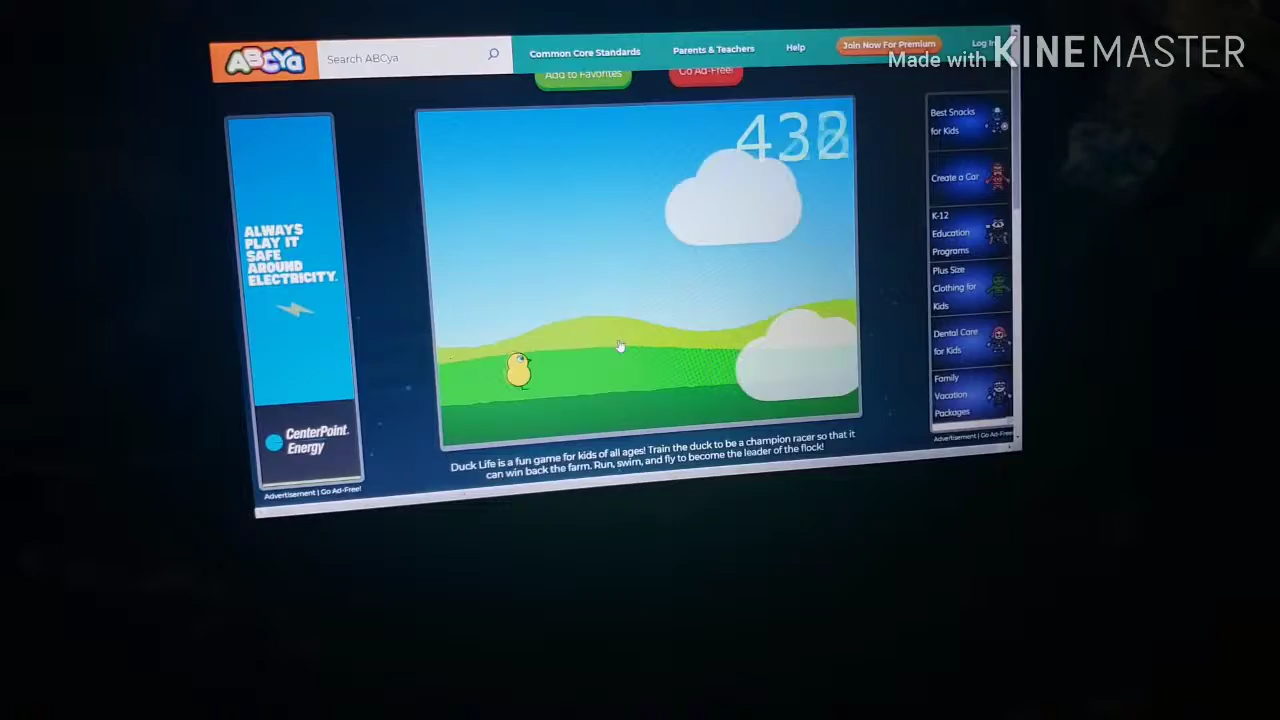 ABCya
Search ABCya
Common Core Standards
Parents & Teachers
Help
Join Now For Premium
Log In
Made with KINEMASTER
Add to Favorites
Go Ad-Free!
ALWAYS
PLAY IT
SAFE
AROUND
ELECTRICITY.
CenterPoint.
Energy
Advertisement | Go Ad-Free!
Best Snacks
for Kids
Create a Car
K-12
Education
Programs
Plus Size
Clothing for
Kids
Dental Care
for Kids
Family
Vacation
Packages
Advertisement | Go Ad-Free!
Duck Life is a fun game for kids of all ages! Train the duck to be a champion racer so that it
can win back the farm. Run, swim, and fly to become the leader of the flock!